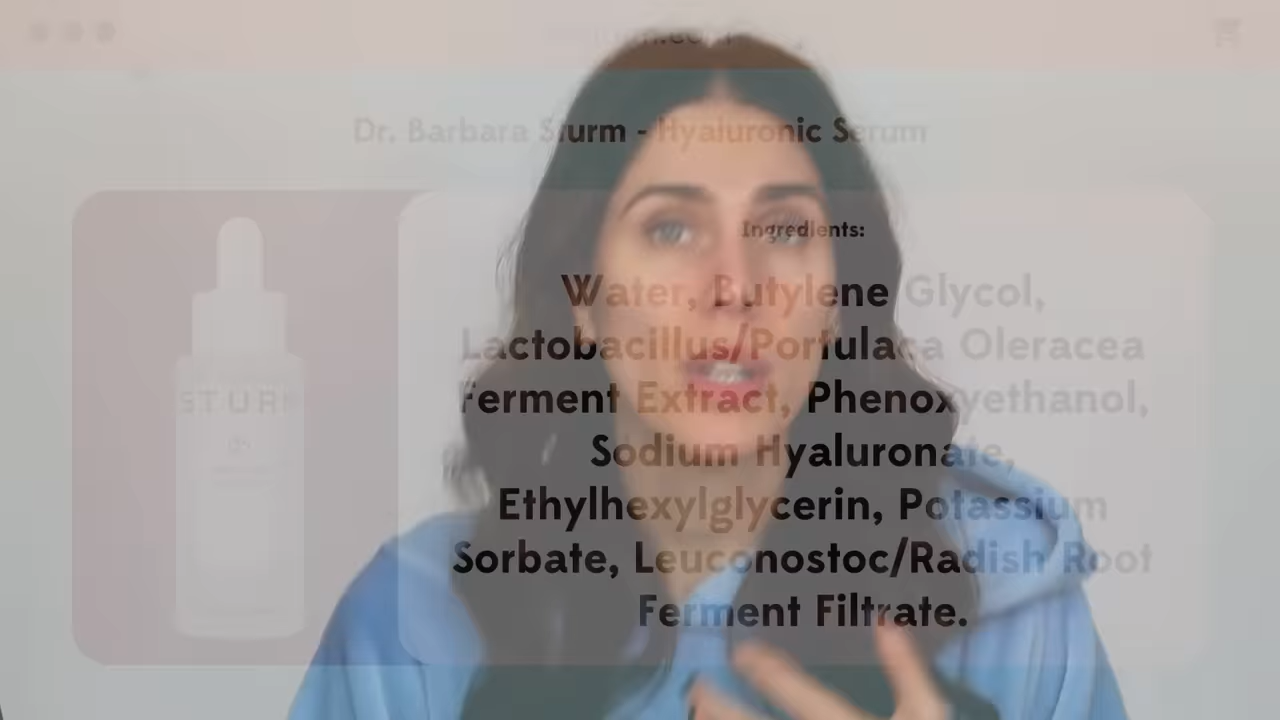 Dr. Barbara Sturm - Hyaluronic Serum
Ingredients:
Water, Butylene Glycol,
Lactobacillus/Portulaca Oleracea
Ferment Extract, Phenoxyethanol,
Sodium Hyaluronate,
Ethylhexylglycerin, Potassium
Sorbate, Leuconostoc/Radish Root
Ferment Filtrate.
STURM